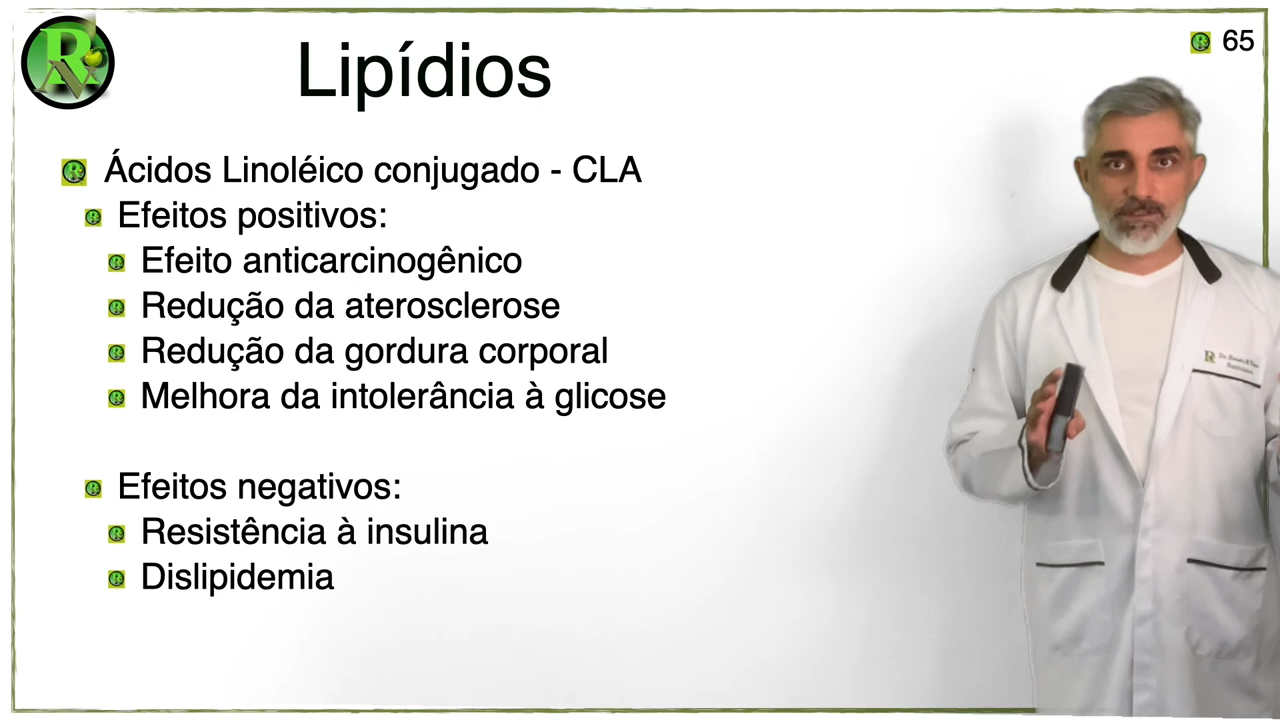 Lipídios
65
Ácidos Linoléico conjugado - CLA
Efeitos positivos:
Efeito anticarcinogênico
Redução da aterosclerose
Redução da gordura corporal
Melhora da intolerância à glicose
Efeitos negativos:
Resistência à insulina
Dislipidemia